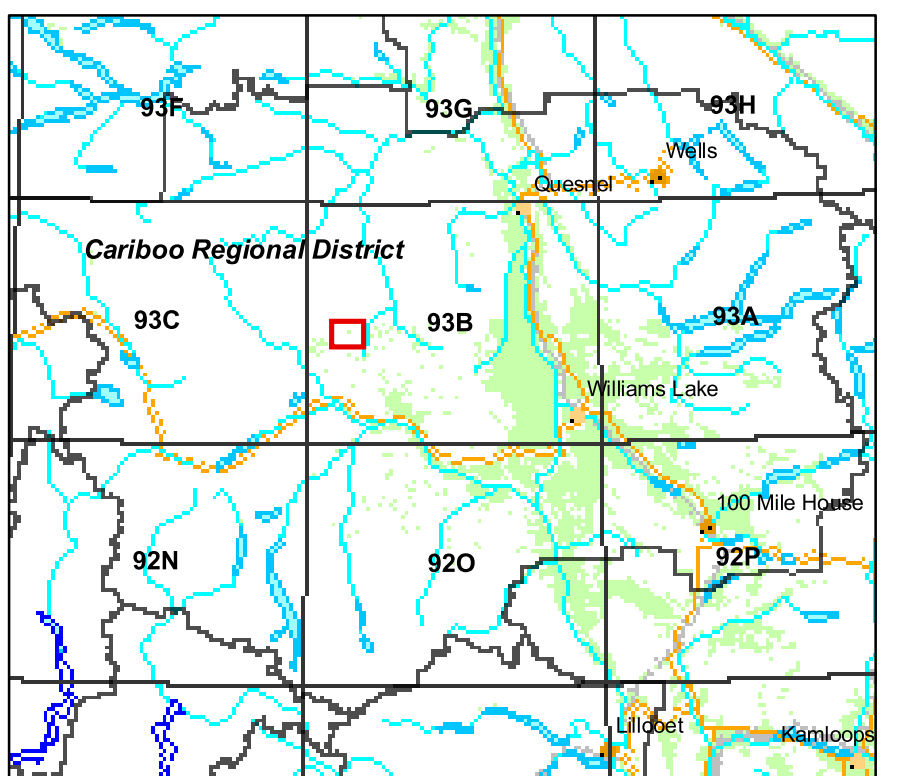 93F
93G
93H
Wells
Quesnel
Cariboo Regional District
93C
93B
93A
Williams Lake
100 Mile House
92N
92O
92P
Lillooet
Kamloops